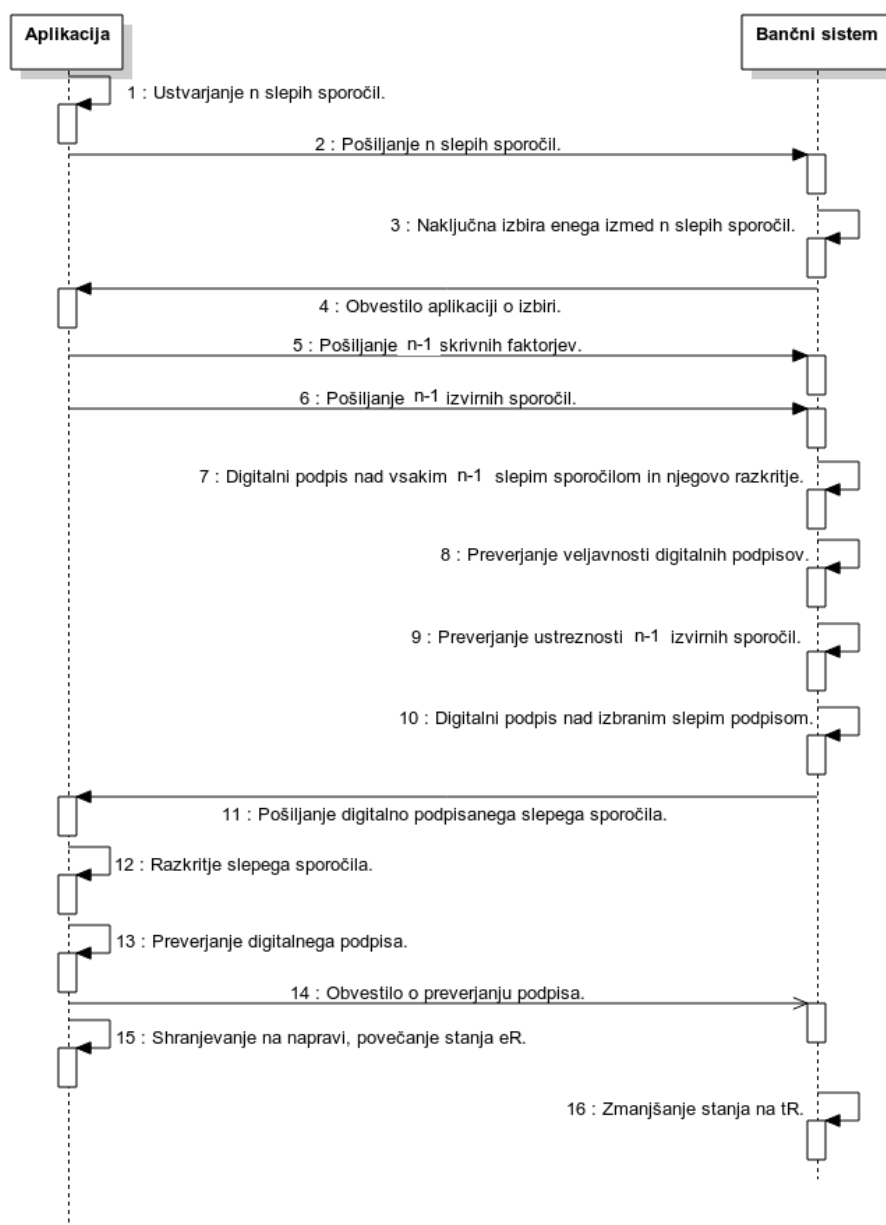 Aplikacija
Bančni sistem
1 : Ustvarjanje n slepih sporočil.
2 : Pošiljanje n slepih sporočil.
3 : Naključna izbira enega izmed n slepih sporočil.
4 : Obvestilo aplikaciji o izbiri.
5 : Pošiljanje n-1 skrivnih faktorjev.
6 : Pošiljanje n-1 izvirnih sporočil.
7 : Digitalni podpis nad vsakim n-1 slepim sporočilom in njegovo razkritje.
8 : Preverjanje veljavnosti digitalnih podpisov.
9 : Preverjanje ustreznosti n-1 izvirnih sporočil.
10 : Digitalni podpis nad izbranim slepim podpisom.
11 : Pošiljanje digitalno podpisanega slepega sporočila.
12 : Razkritje slepega sporočila.
13 : Preverjanje digitalnega podpisa.
14 : Obvestilo o preverjanju podpisa.
15 : Shranjevanje na napravi, povečanje stanja eR.
16 : Zmanjšanje stanja na tR.